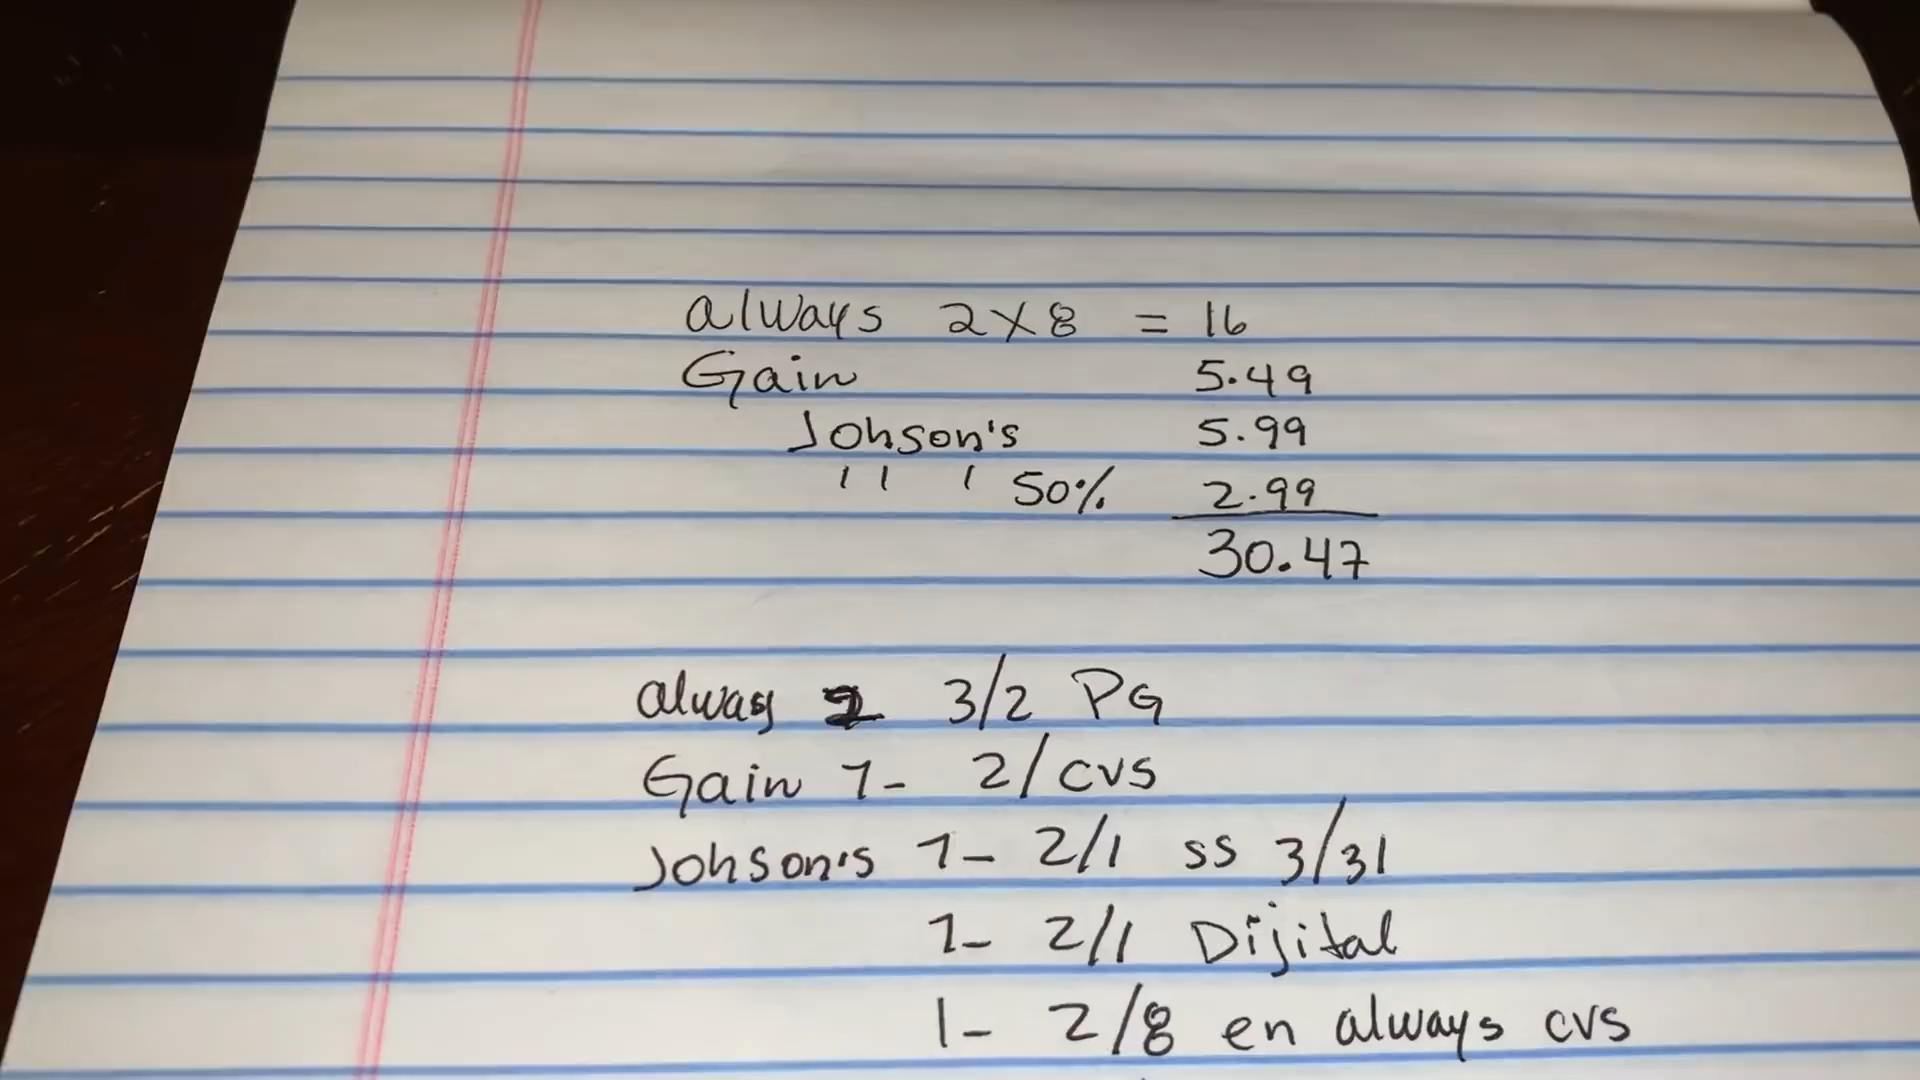 always 2x8 = 16
Gain 5.49
Johson's 5.99
" ' 50% 2.99
30.47
alway 2 3/2 PG
Gain 1- 2/cvs
Johson's 1- 2/1 ss 3/31
1- 2/1 Dijital
1- 2/8 en always cvs